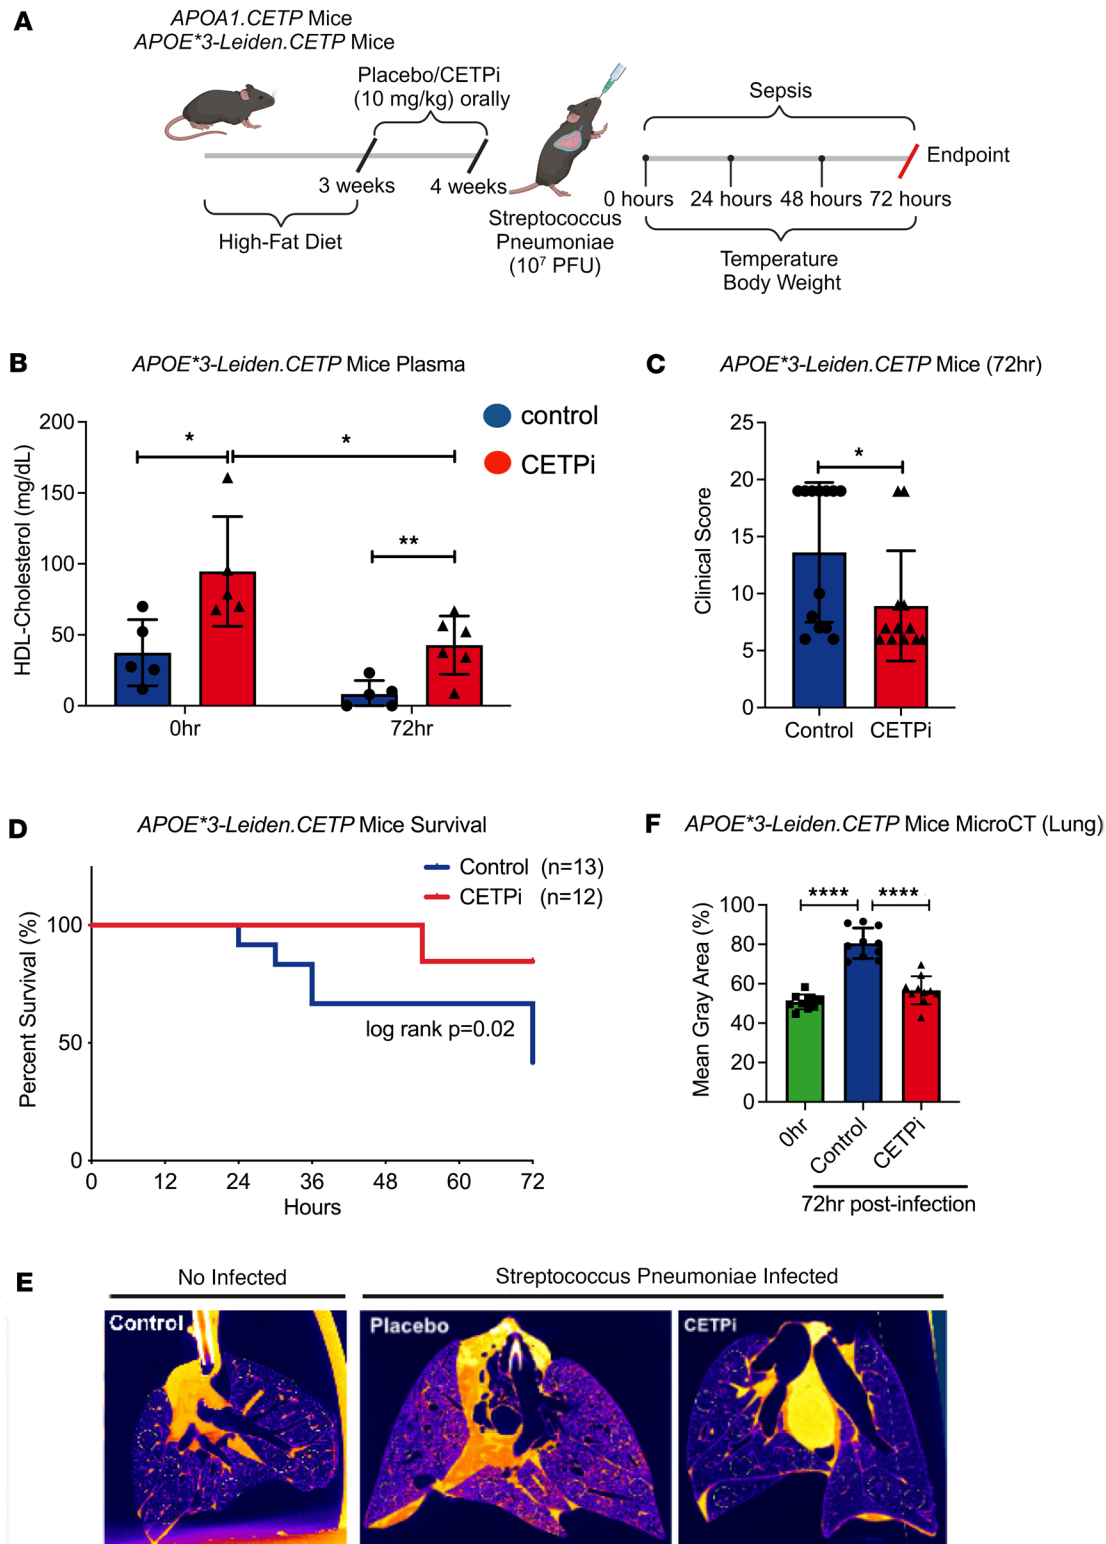 A
APOA1.CETP Mice
APOE*3-Leiden.CETP Mice
Placebo/CETPi
(10 mg/kg) orally
3 weeks
4 weeks
High-Fat Diet
Streptococcus
Pneumoniae
(10⁷ PFU)
Sepsis
Endpoint
0 hours
24 hours
48 hours
72 hours
Temperature
Body Weight
B
APOE*3-Leiden.CETP Mice Plasma
HDL-Cholesterol (mg/dL)
200
150
100
50
0
*
*
**
0hr
72hr
control
CETPi
C
APOE*3-Leiden.CETP Mice (72hr)
Clinical Score
25
20
15
10
5
0
*
Control
CETPi
D
APOE*3-Leiden.CETP Mice Survival
Control (n=13)
CETPi (n=12)
Percent Survival (%)
100
50
0
log rank p=0.02
0
12
24
36
48
60
72
Hours
F
APOE*3-Leiden.CETP Mice MicroCT (Lung)
Mean Gray Area (%)
100
80
60
40
20
0
****
****
0hr
Control
CETPi
72hr post-infection
E
No Infected
Streptococcus Pneumoniae Infected
Control
Placebo
CETPi